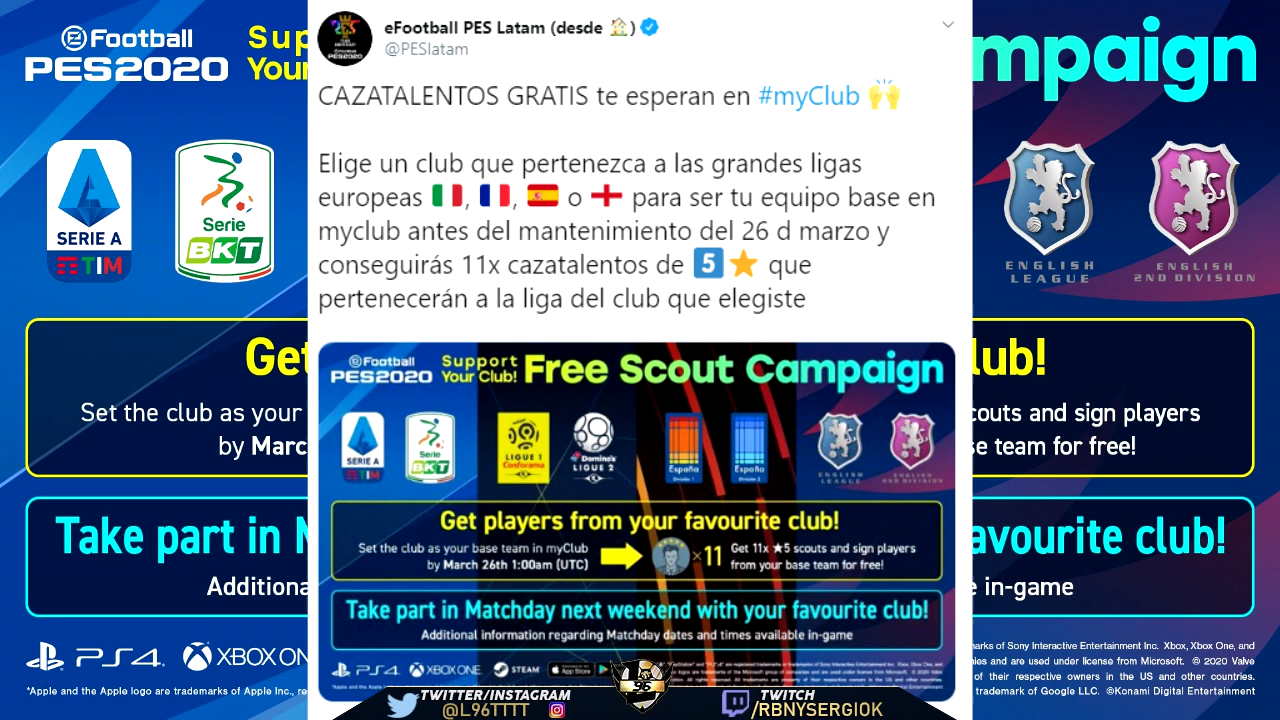 eFootball
PES2020
Sup
Your
mpaign
SERIE A
TIM
Serie
BKT
ENGLISH
LEAGUE
ENGLISH
2ND DIVISION
Get
lub!
Set the club as your
by Marc
couts and sign players
se team for free!
Take part in M
avourite club!
Additiona
e in-game
PS4
XBOX ON
*Apple and the Apple logo are trademarks of Apple Inc., re
arks of Sony Interactive Entertainment Inc. Xbox, Xbox One, and
ies and are used under license from Microsoft. © 2020 Valve
of their respective owners in the US and other countries.
trademark of Google LLC. ©Konami Digital Entertainment
eFootball PES Latam (desde 🏠)
@PESlatam
CAZATALENTOS GRATIS te esperan en #myClub 🙌
Elige un club que pertenezca a las grandes ligas
europeas 🇮🇹, 🇫🇷, 🇪🇸 o 🏴󠁧󠁢󠁥󠁮󠁧󠁿 para ser tu equipo base en
myclub antes del mantenimiento del 26 d marzo y
conseguirás 11x cazatalentos de 5️⃣⭐ que
pertenecerán a la liga del club que elegiste
eFootball
PES2020
Support
Your Club!
Free Scout Campaign
SERIE A
TIM
Serie
BKT
LIGUE 1
Conforama
Domino's
LIGUE 2
España
División 1
España
División 2
ENGLISH
LEAGUE
ENGLISH
2ND DIVISION
Get players from your favourite club!
Set the club as your base team in myClub
by March 26th 1:00am (UTC)
×11
Get 11x ★5 scouts and sign players
from your base team for free!
Take part in Matchday next weekend with your favourite club!
Additional information regarding Matchday dates and times available in-game
PS4
XBOX ONE
STEAM
App Store
TWITTER/INSTAGRAM
@L96TTTT
TWITCH
/RBNYSERGIOK